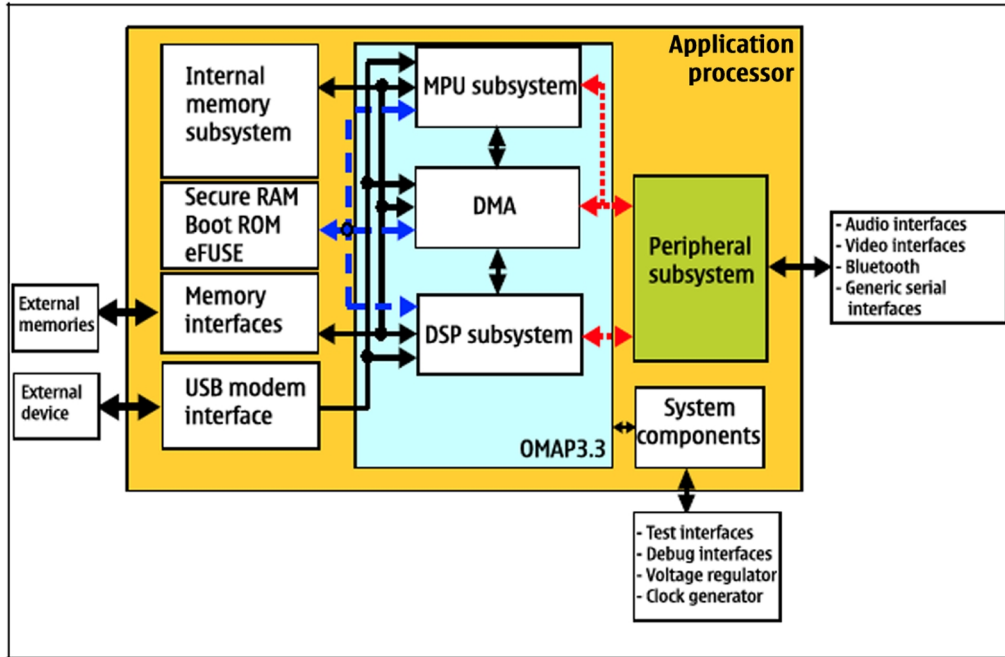 Application
processor
Internal
memory
subsystem
MPU subsystem
Secure RAM
Boot ROM
eFUSE
DMA
Peripheral
subsystem
- Audio interfaces
- Video interfaces
- Bluetooth
- Generic serial
interfaces
External
memories
Memory
interfaces
DSP subsystem
External
device
USB modem
interface
OMAP3.3
System
components
- Test interfaces
- Debug interfaces
- Voltage regulator
- Clock generator